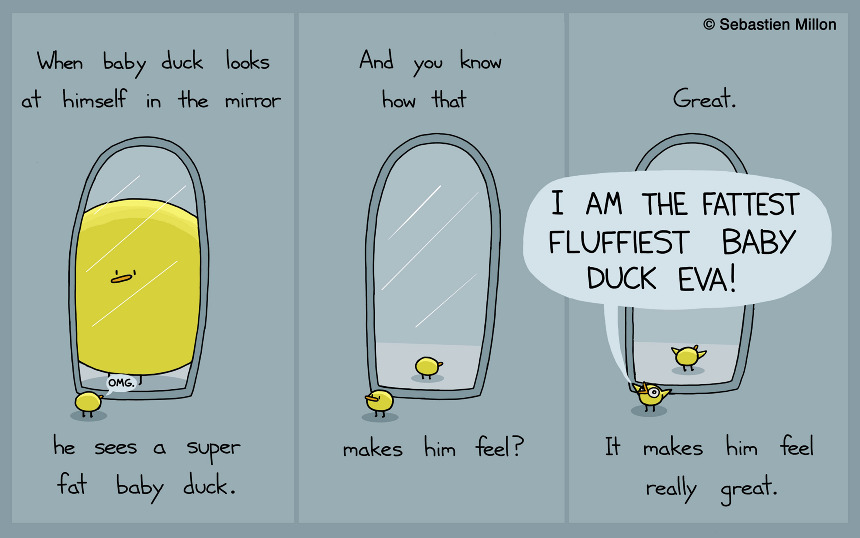 © Sebastien Millon
When baby duck looks
at himself in the mirror
OMG.
he sees a super
fat baby duck.
And you know
how that
makes him feel?
Great.
I AM THE FATTEST
FLUFFIEST BABY
DUCK EVA!
It makes him feel
really great.